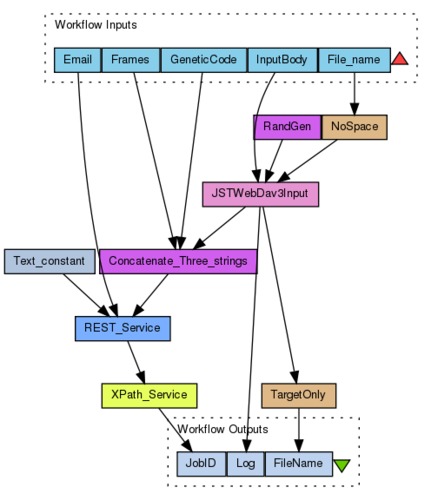 Workflow Inputs
Email Frames GeneticCode InputBody File_name
RandGen NoSpace
JSTWebDav3Input
Text_constant Concatenate_Three_strings
REST_Service
XPath_Service TargetOnly
Workflow Outputs
JobID Log FileName